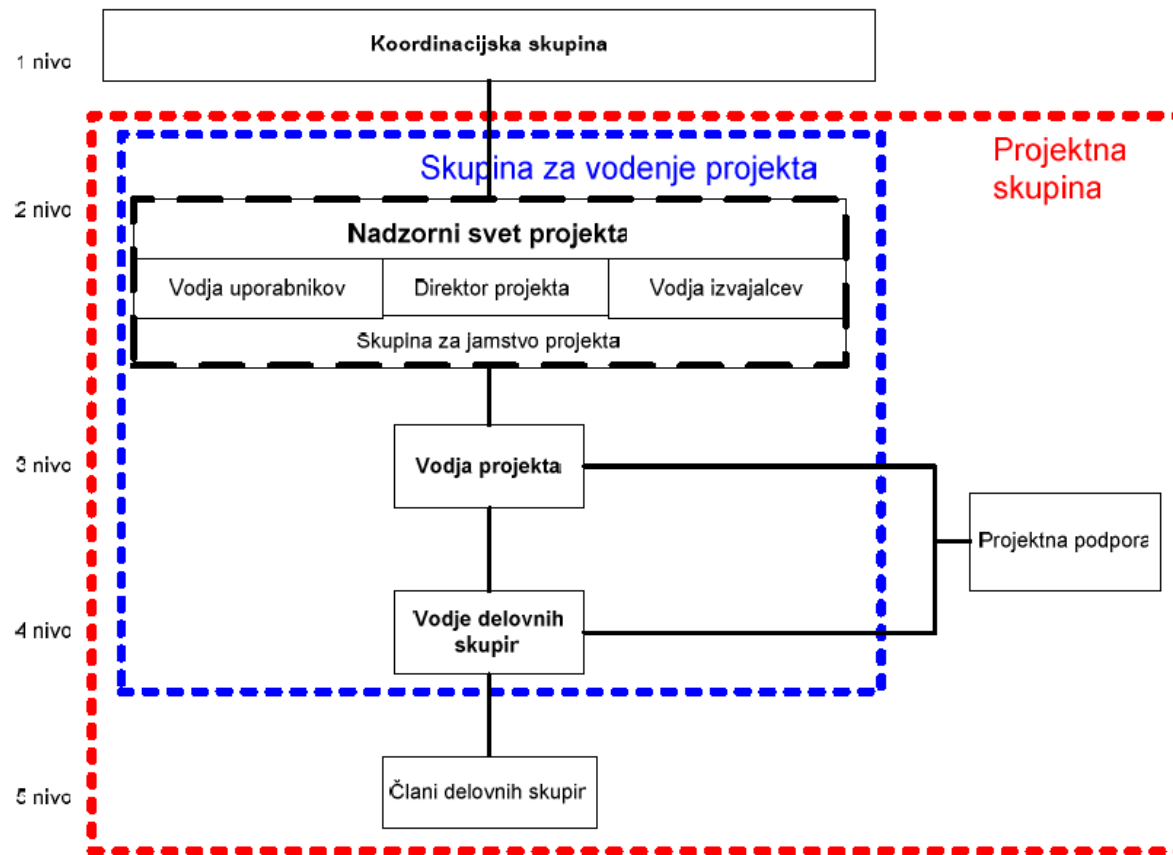 Koordinacijska skupina
1 nivo
Projektna
skupina
Skupina za vodenje projekta
2 nivo
Nadzorni svet projekta
Vodja uporabnikov
Direktor projekta
Vodja izvajalcev
Skupina za jamstvo projekta
3 nivo
Vodja projekta
Projektna podpora
4 nivo
Vodje delovnih
skupin
5 nivo
Člani delovnih skupin